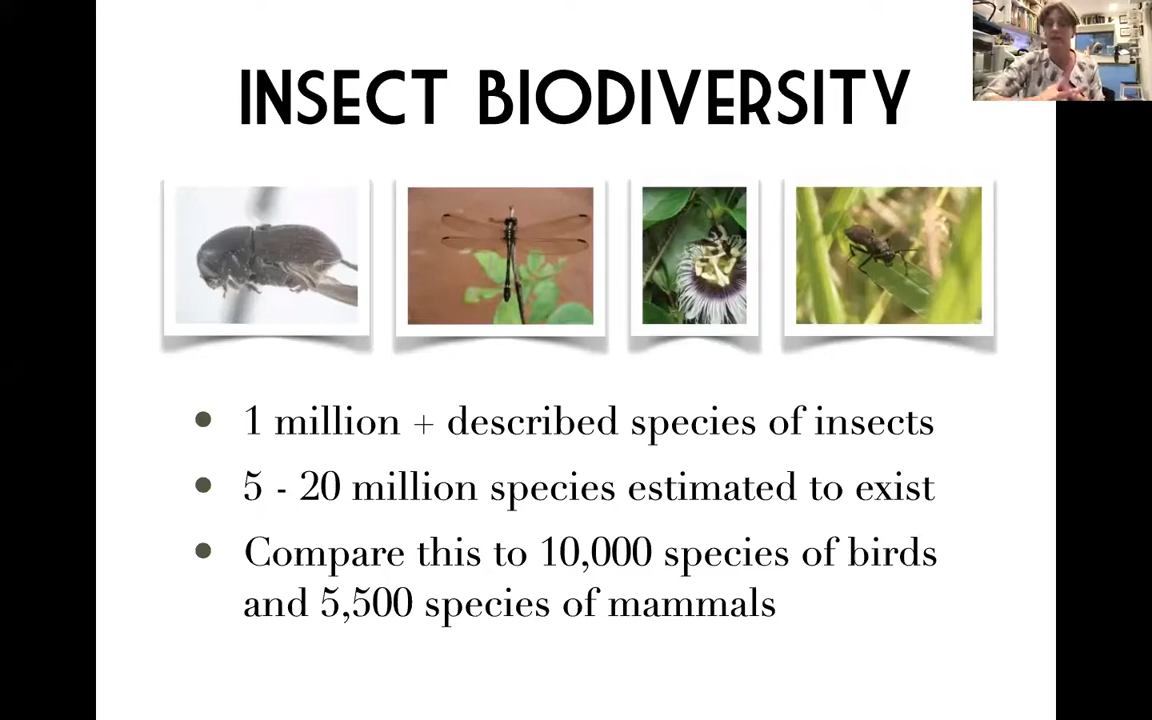 INSECT BIODIVERSITY
• 1 million + described species of insects
• 5 - 20 million species estimated to exist
• Compare this to 10,000 species of birds
and 5,500 species of mammals